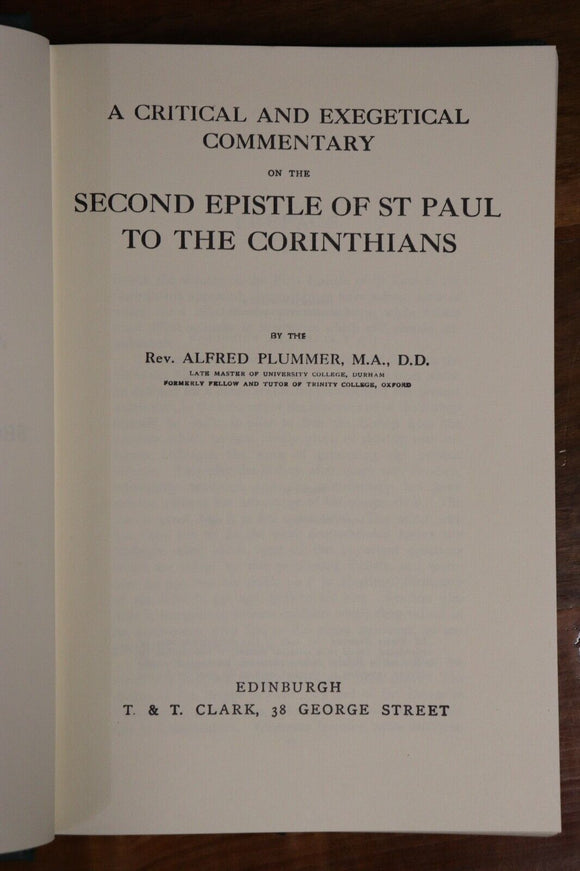 A CRITICAL AND EXEGETICAL
COMMENTARY
ON THE
SECOND EPISTLE OF ST PAUL
TO THE CORINTHIANS
BY THE
Rev. ALFRED PLUMMER, M.A., D.D.
LATE MASTER OF UNIVERSITY COLLEGE, DURHAM
FORMERLY FELLOW AND TUTOR OF TRINITY COLLEGE, OXFORD
EDINBURGH
T. & T. CLARK, 38 GEORGE STREET